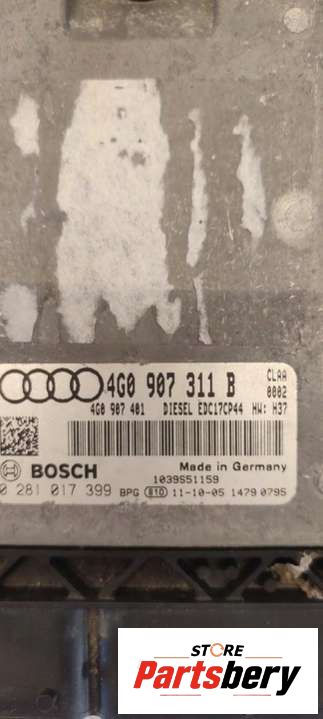 4G0 907 311 B
CLAA
0002
4G0 907 401 DIESEL EDC17CP44 HW: H37
BOSCH
Made in Germany
1039S51159
0 281 017 399 BPG 11-10-05 1479 0795
STORE
Partsbery